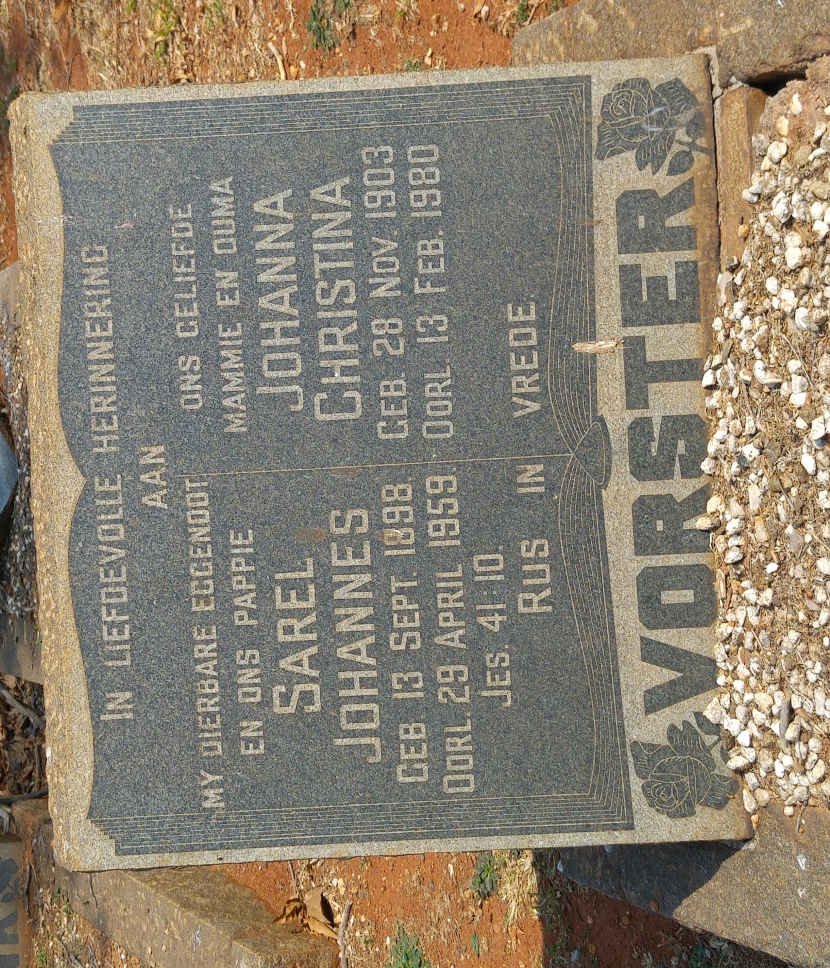 IN LIEFDEVOLLE HERINNERING
AAN
MY DIERBARE EGGENOOT
EN ONS PAPPIE
SAREL
JOHANNES
GEB 13 SEPT. 1898.
OORL. 29 APRIL 1959.
JES. 41-10.
ONS GELIEFDE
MAMMIE EN OUMA
JOHANNA
CHRISTINA
GEB. 28 NOV. 1903
OORL. 13 FEB. 1980
RUS IN VREDE.
VORSTER